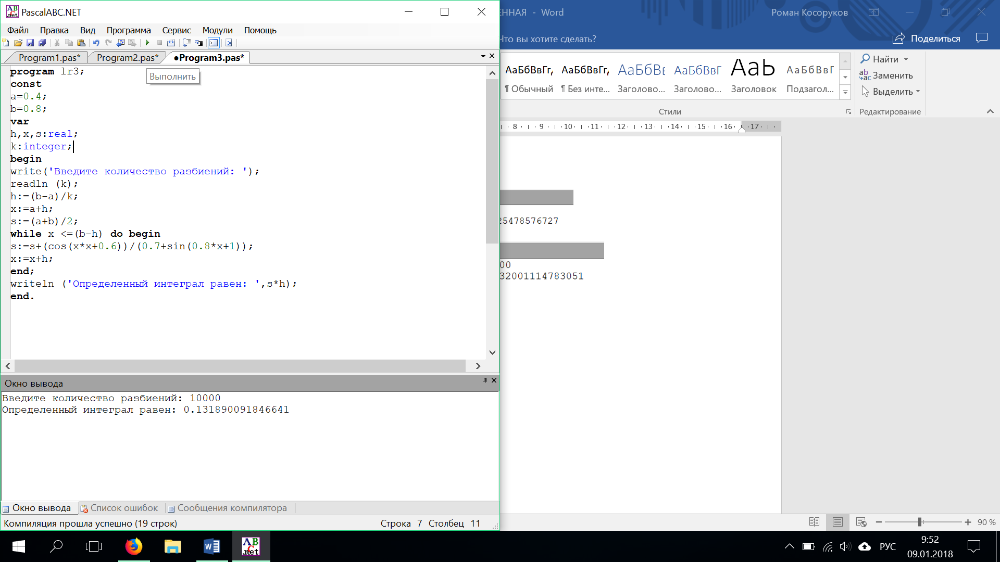 PascalABC.NET
ЕННАЯ - Word
Роман Косоруков
Файл Правка Вид Программа Сервис Модули Помощь
Что вы хотите сделать?
Поделиться
Program1.pas* Program2.pas* ●Program3.pas*
Выполнить
program lr3;
const
a=0.4;
b=0.8;
var
h,x,s:real;
k:integer;
begin
write('Введите количество разбиений: ');
readln (k);
h:=(b-a)/k;
x:=a+h;
s:=(a+b)/2;
while x <=(b-h) do begin
s:=s+(cos(x*x+0.6))/(0.7+sin(0.8*x+1));
x:=x+h;
end;
writeln ('Определенный интеграл равен: ',s*h);
end.
Окно вывода
Введите количество разбиений: 10000
Определенный интеграл равен: 0.131890091846641
Окно вывода Список ошибок Сообщения компилятора
Компиляция прошла успешно (19 строк) Строка 7 Столбец 11
АаБбВвГг, АаБбВвГг, АаБбВв АаБбВвГ АаБ АаБбВвГ
¶ Обычный ¶ Без инте... Заголово... Заголово... Заголовок Подзагол...
Стили
Найти
Заменить
Выделить
Редактирование
8 9 10 11 12 13 14 15 16 17
25478576727
00
32001114783051
90 %
РУС
9:52
09.01.2018